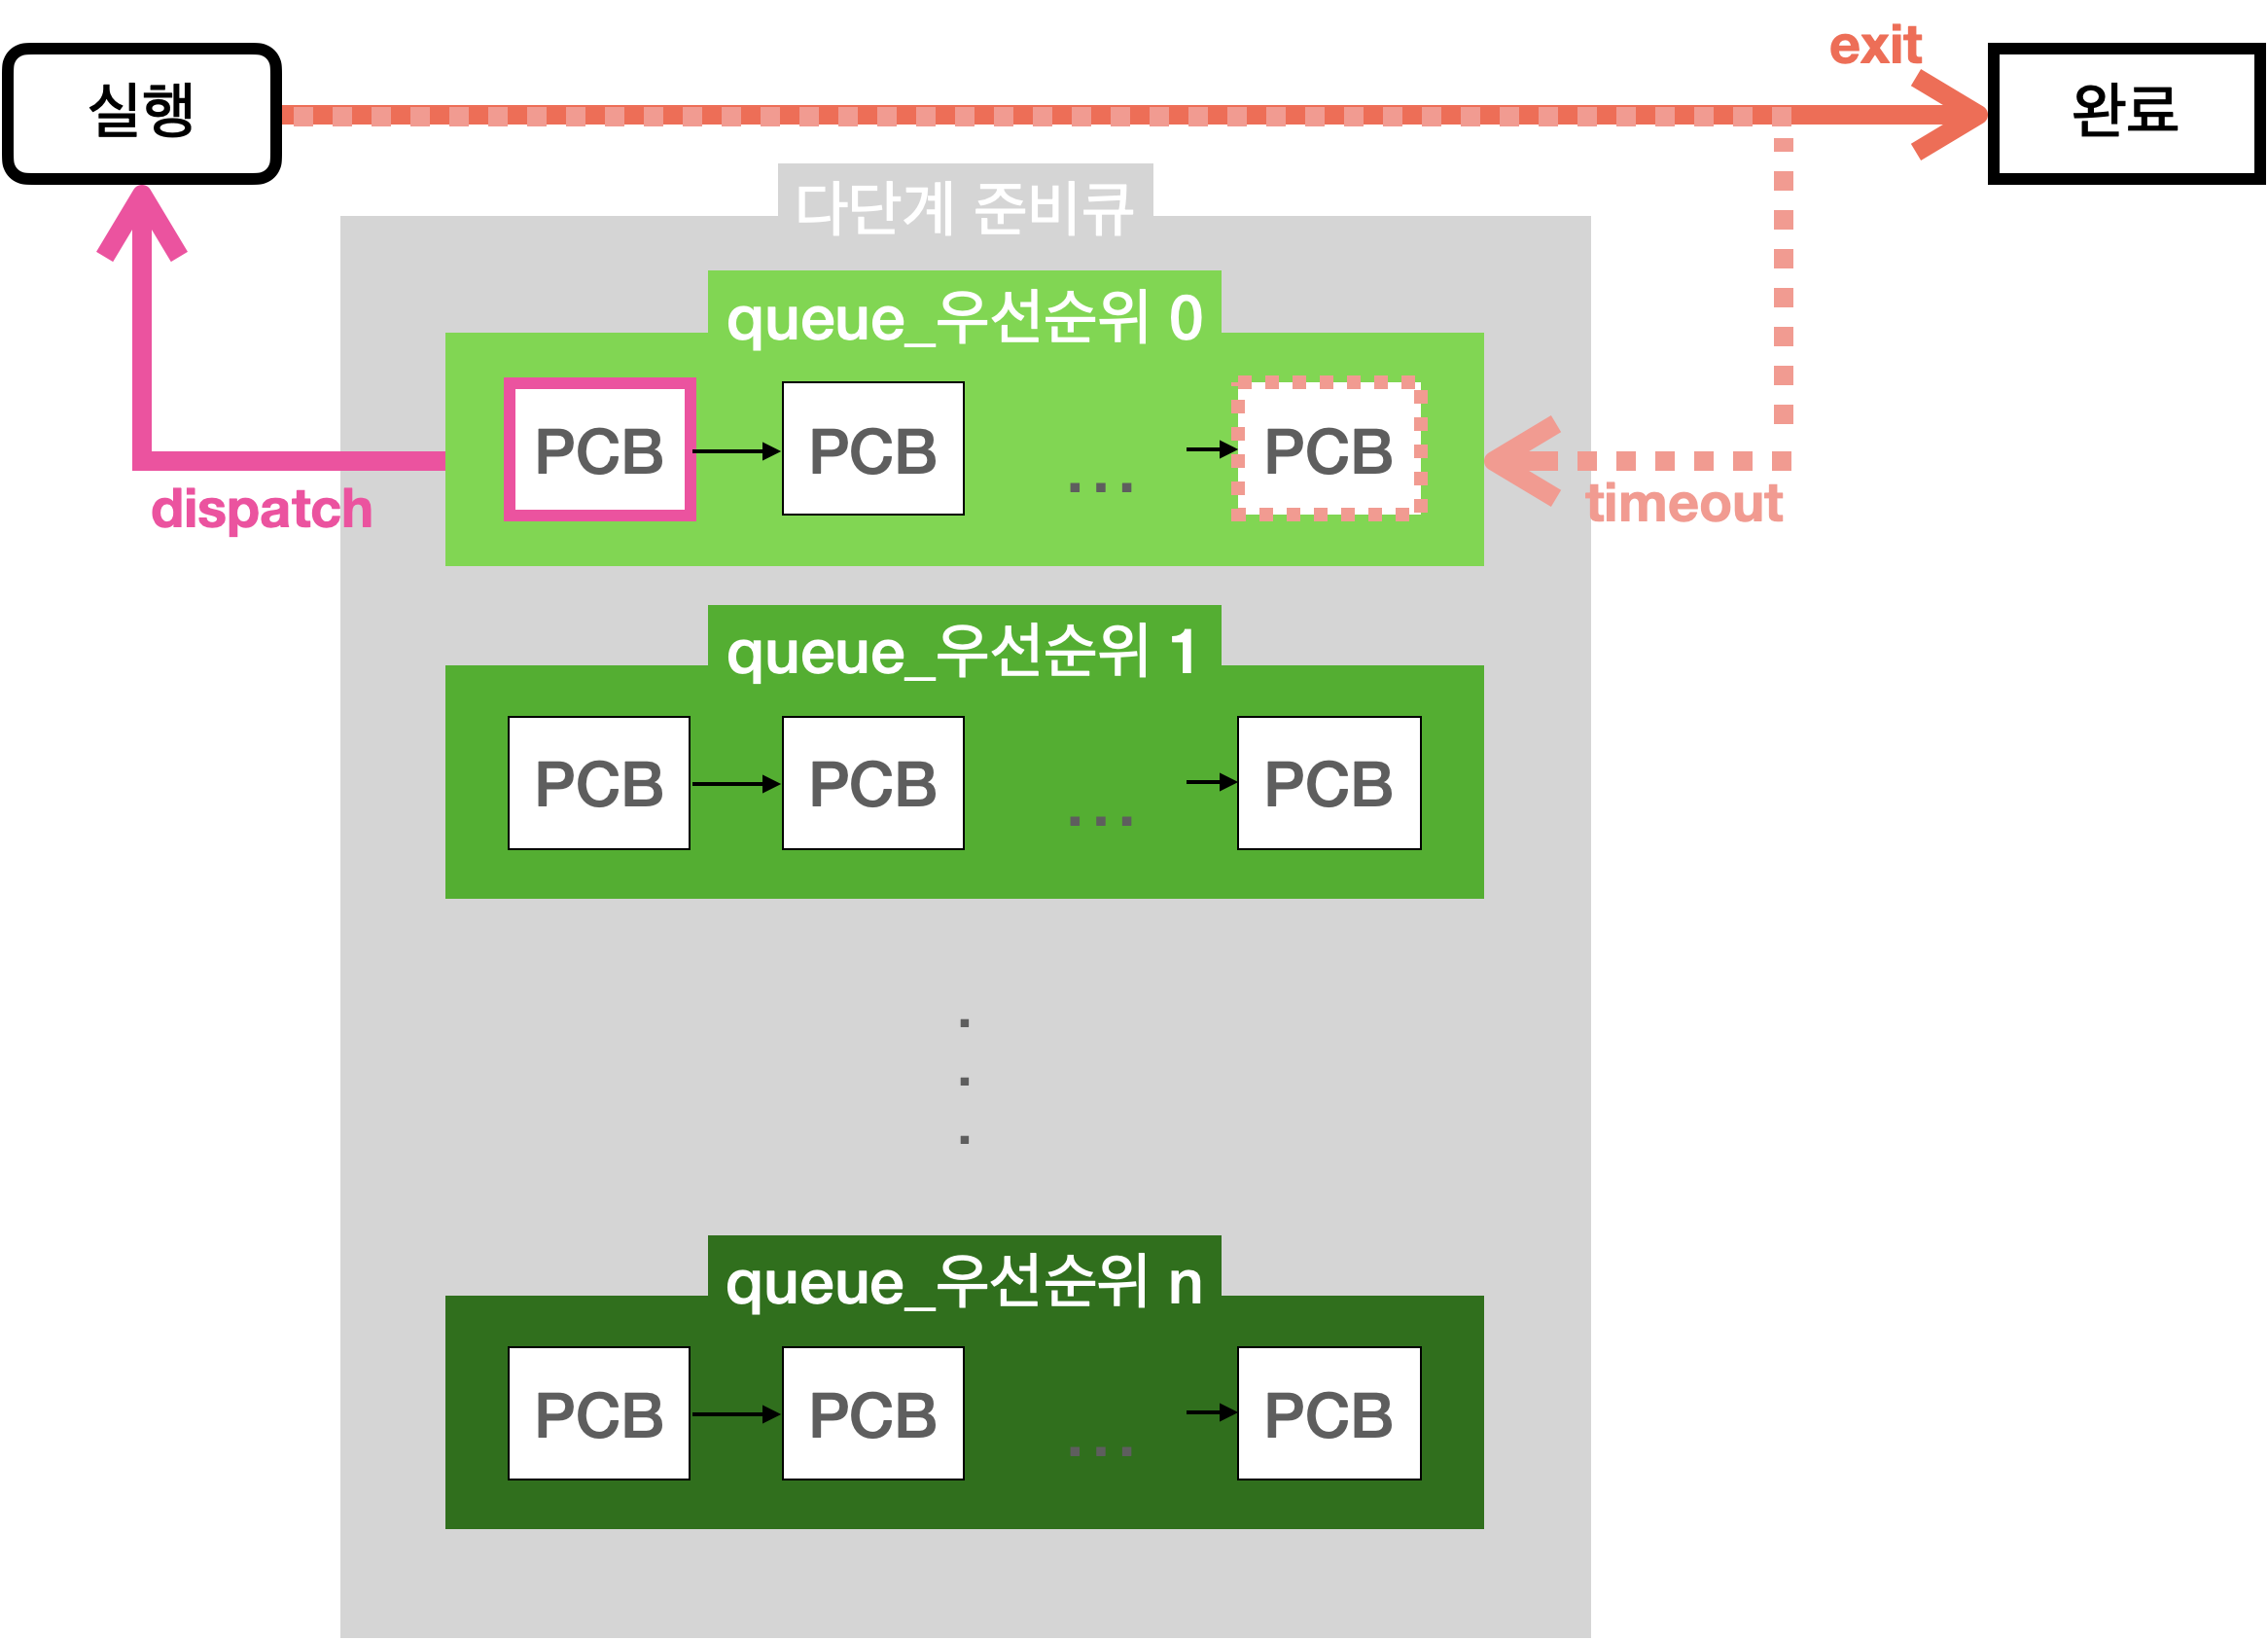 exit
실행
완료
다단계 준비큐
queue_우선순위 0
PCB
PCB
...
PCB
dispatch
timeout
queue_우선순위 1
PCB
PCB
...
PCB
.
.
.
queue_우선순위 n
PCB
PCB
...
PCB